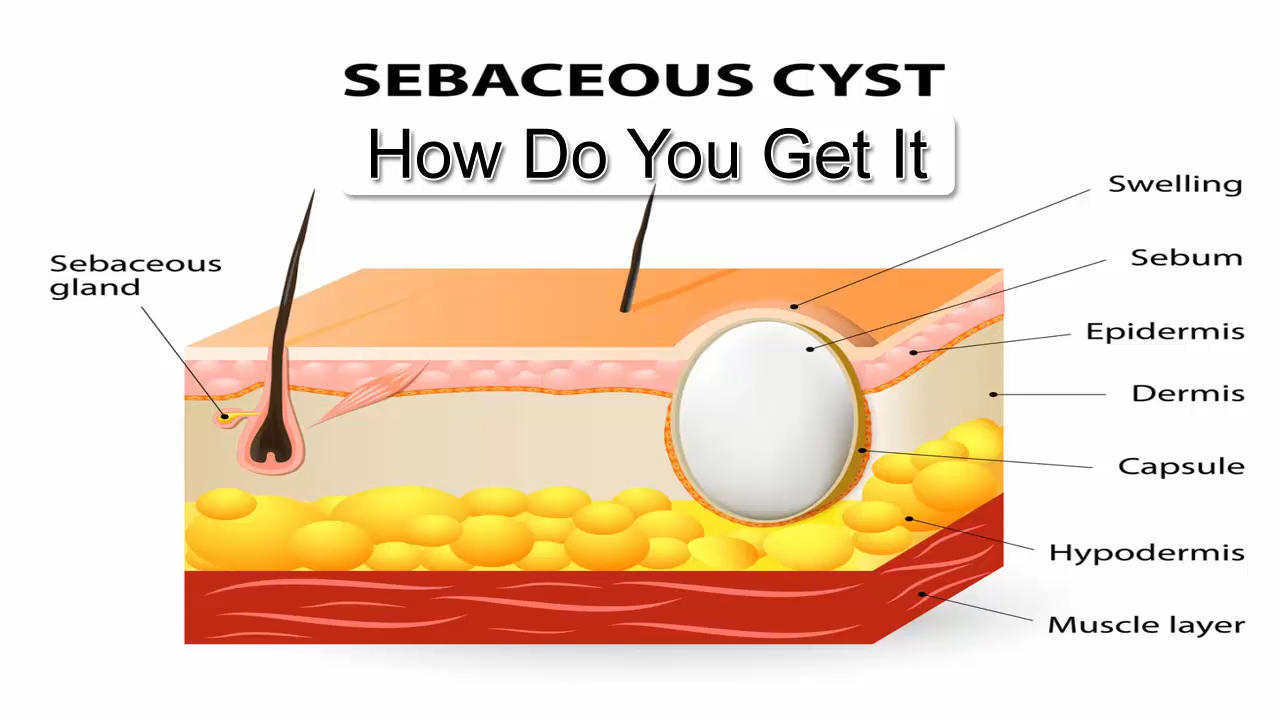 SEBACEOUS CYST
How Do You Get It
Swelling
Sebaceous
gland
Sebum
Epidermis
Dermis
Capsule
Hypodermis
Muscle layer